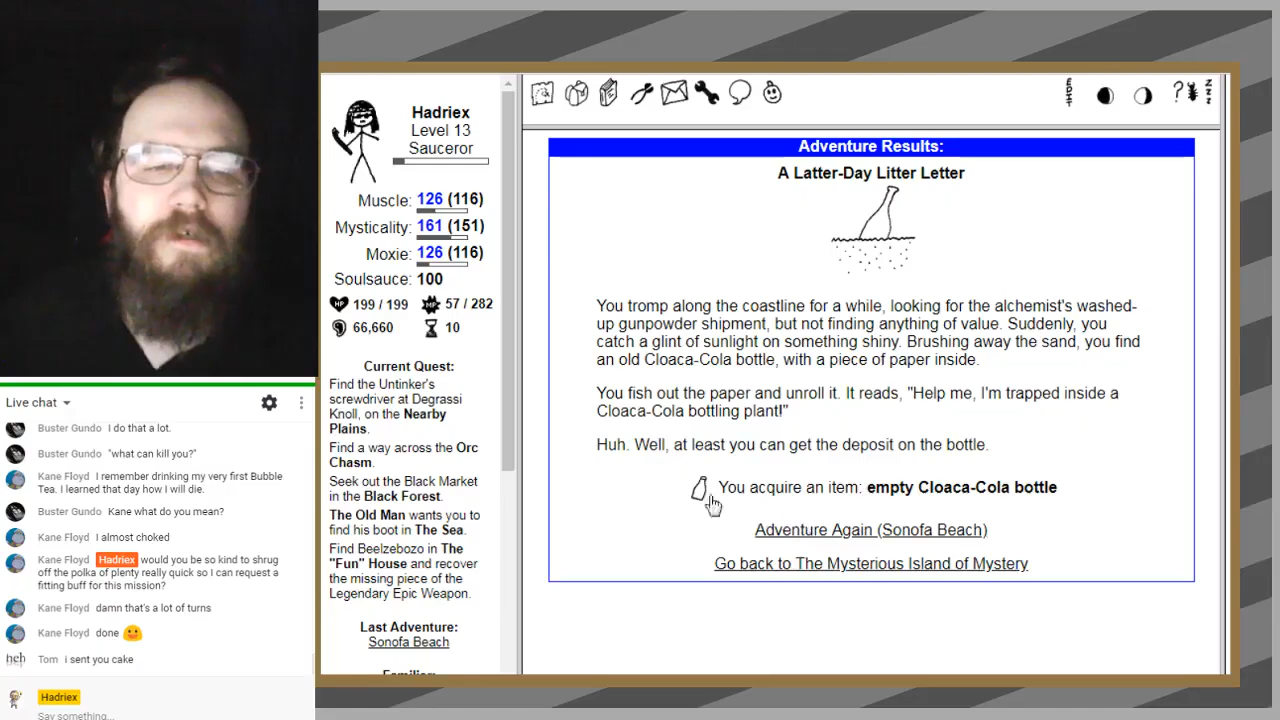 Hadriex
Level 13
Sauceror
Muscle: 126 (116)
Mysticality: 161 (151)
Moxie: 126 (116)
Soulsauce: 100
HP 199 / 199
MP 57 / 282
66,660
10
Current Quest:
Find the Untinker's
screwdriver at Degrassi
Knoll, on the Nearby
Plains.
Find a way across the Orc
Chasm.
Seek out the Black Market
in the Black Forest.
The Old Man wants you to
find his boot in The Sea.
Find Beelzebozo in The
"Fun" House and recover
the missing piece of the
Legendary Epic Weapon.
Last Adventure:
Sonofa Beach
EDIT
?
Z Z Z
Adventure Results:
A Latter-Day Litter Letter
You tromp along the coastline for a while, looking for the alchemist's washed-
up gunpowder shipment, but not finding anything of value. Suddenly, you
catch a glint of sunlight on something shiny. Brushing away the sand, you find
an old Cloaca-Cola bottle, with a piece of paper inside.
You fish out the paper and unroll it. It reads, "Help me, I'm trapped inside a
Cloaca-Cola bottling plant!"
Huh. Well, at least you can get the deposit on the bottle.
You acquire an item: empty Cloaca-Cola bottle
Adventure Again (Sonofa Beach)
Go back to The Mysterious Island of Mystery
Live chat
Buster Gundo I do that a lot.
Buster Gundo "what can kill you?"
Kane Floyd I remember drinking my very first Bubble
Tea. I learned that day how I will die.
Buster Gundo Kane what do you mean?
Kane Floyd I almost choked
Kane Floyd Hadriex would you be so kind to shrug
off the polka of plenty really quick so I can request a
fitting buff for this mission?
Kane Floyd damn that's a lot of turns
Kane Floyd done
heh Tom i sent you cake
Hadriex
Say something...